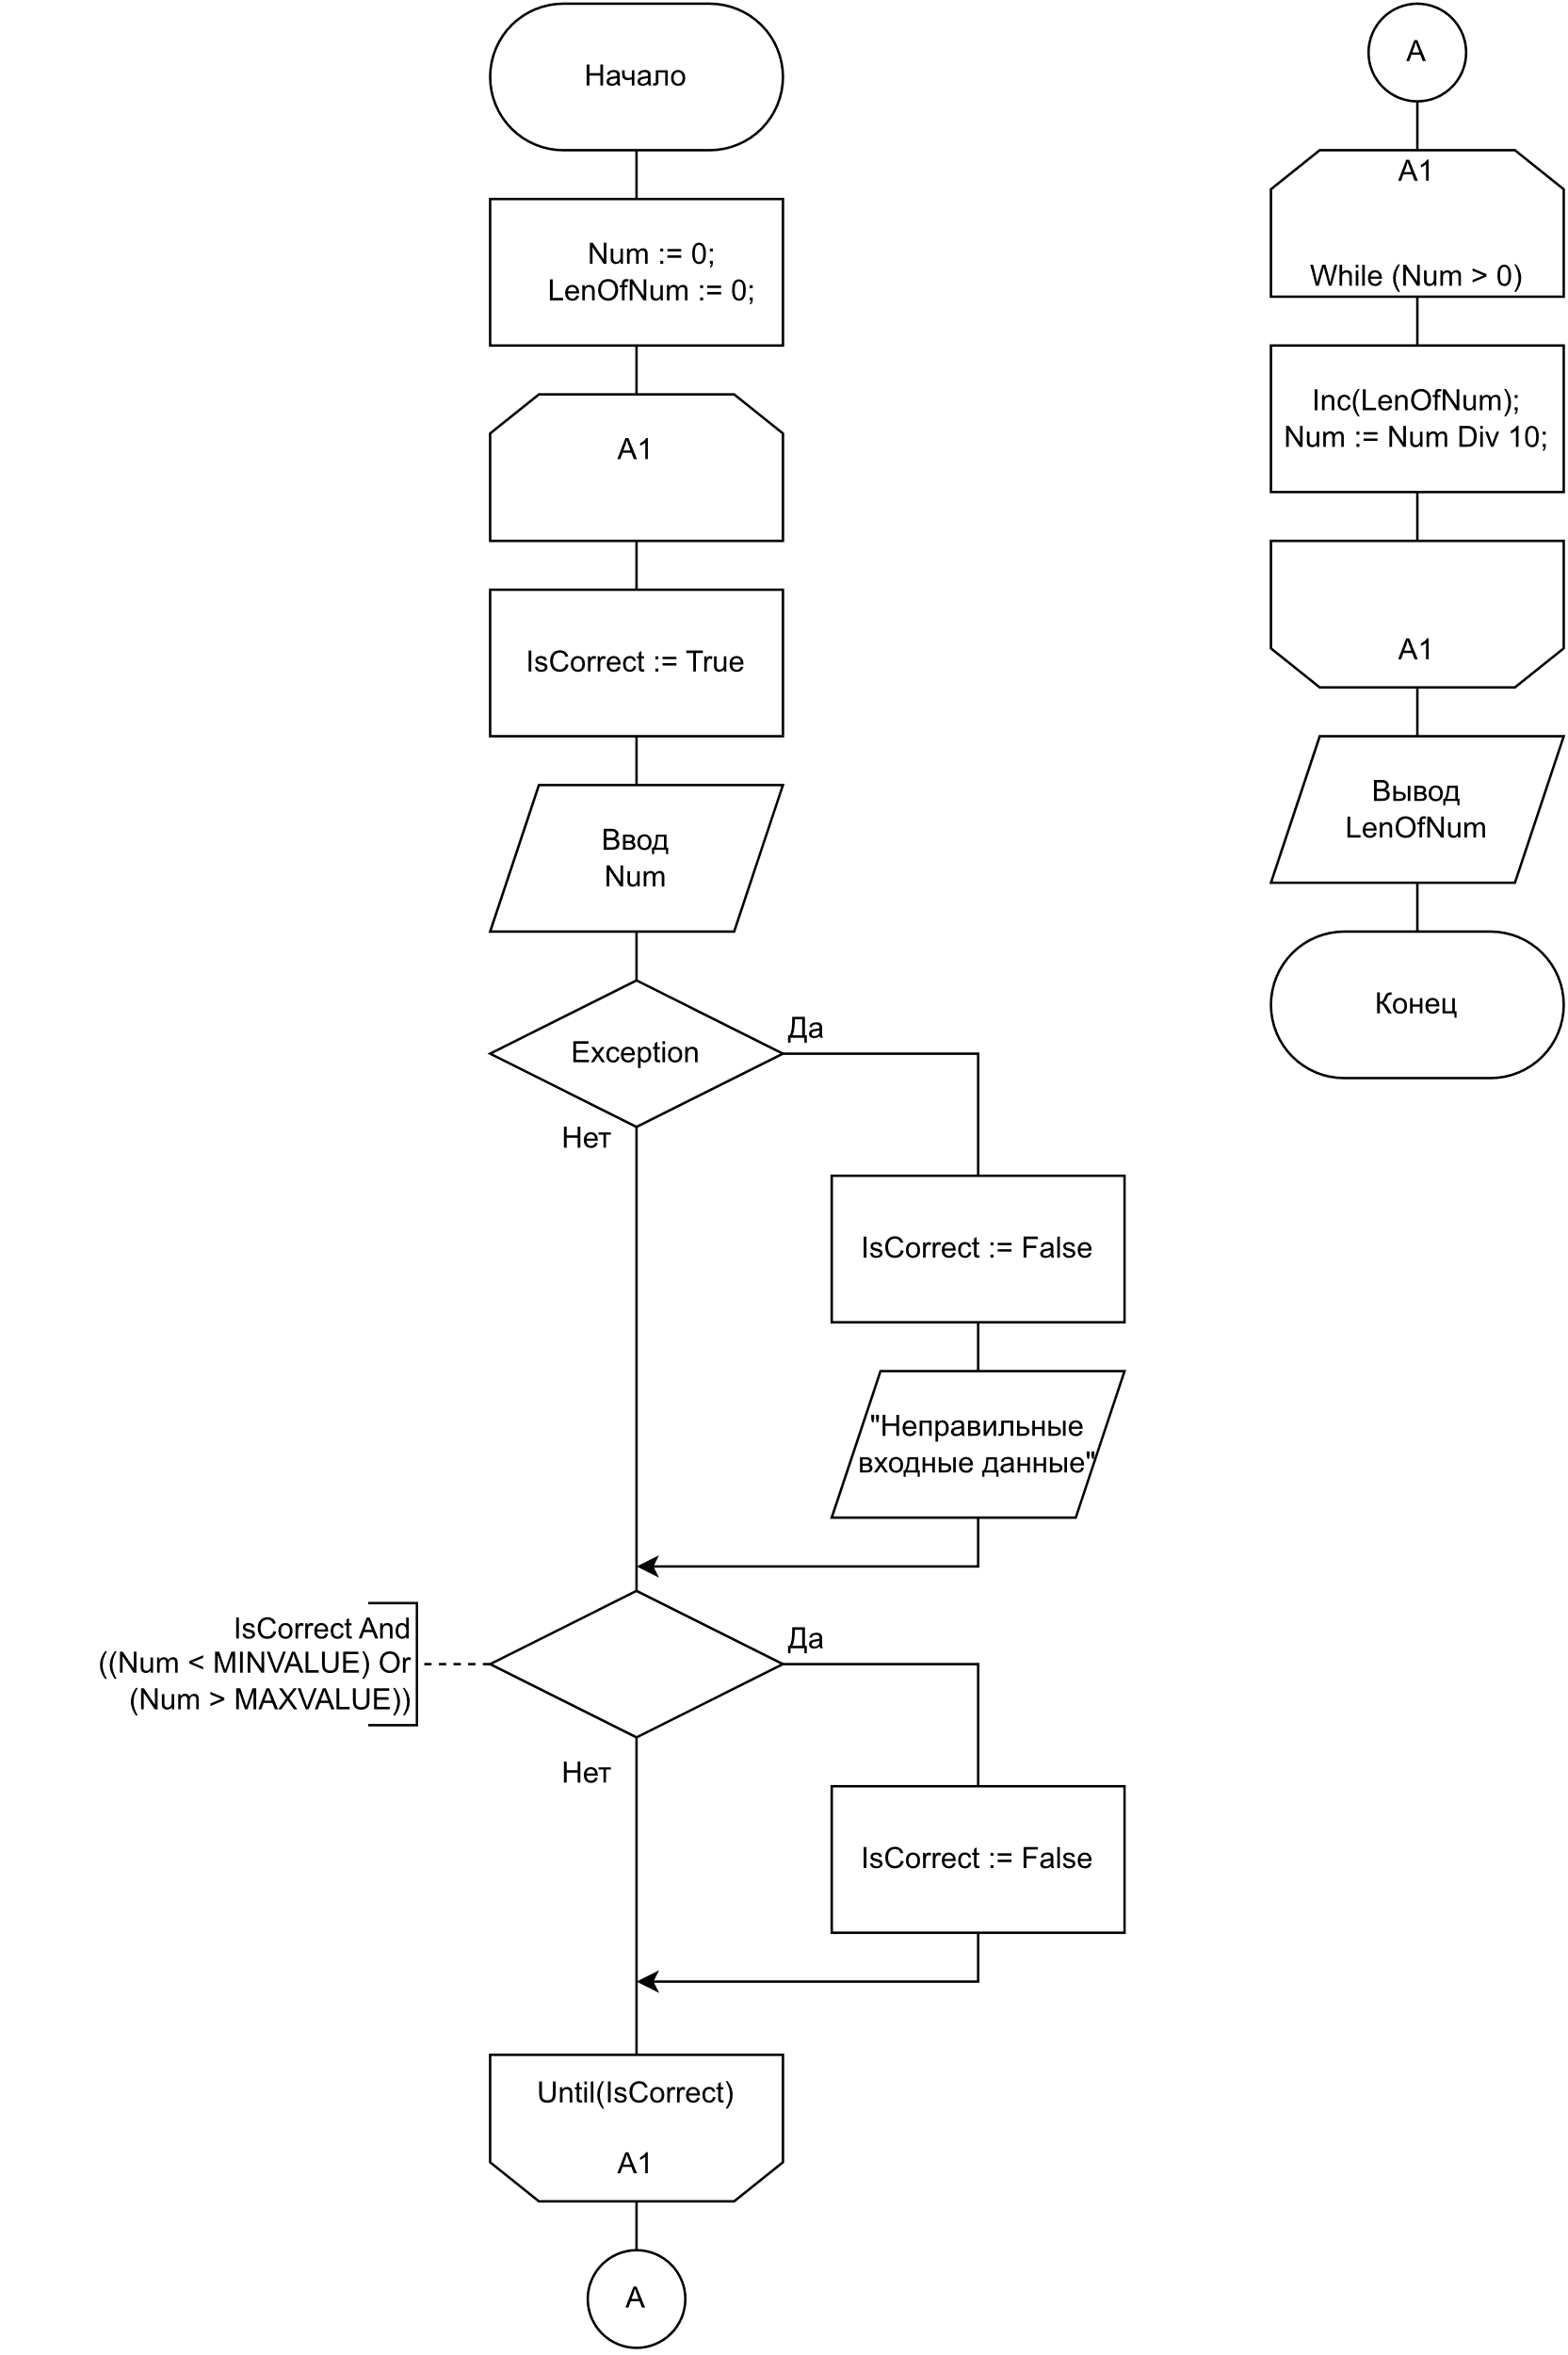 Начало
Num := 0;
LenOfNum := 0;
A1
IsCorrect := True
Ввод
Num
Exception
Да
Нет
IsCorrect := False
"Неправильные
входные данные"
IsCorrect And
((Num < MINVALUE) Or
(Num > MAXVALUE))
Да
Нет
IsCorrect := False
Until(IsCorrect)
A1
A
A
A1
While (Num > 0)
Inc(LenOfNum);
Num := Num Div 10;
A1
Вывод
LenOfNum
Конец